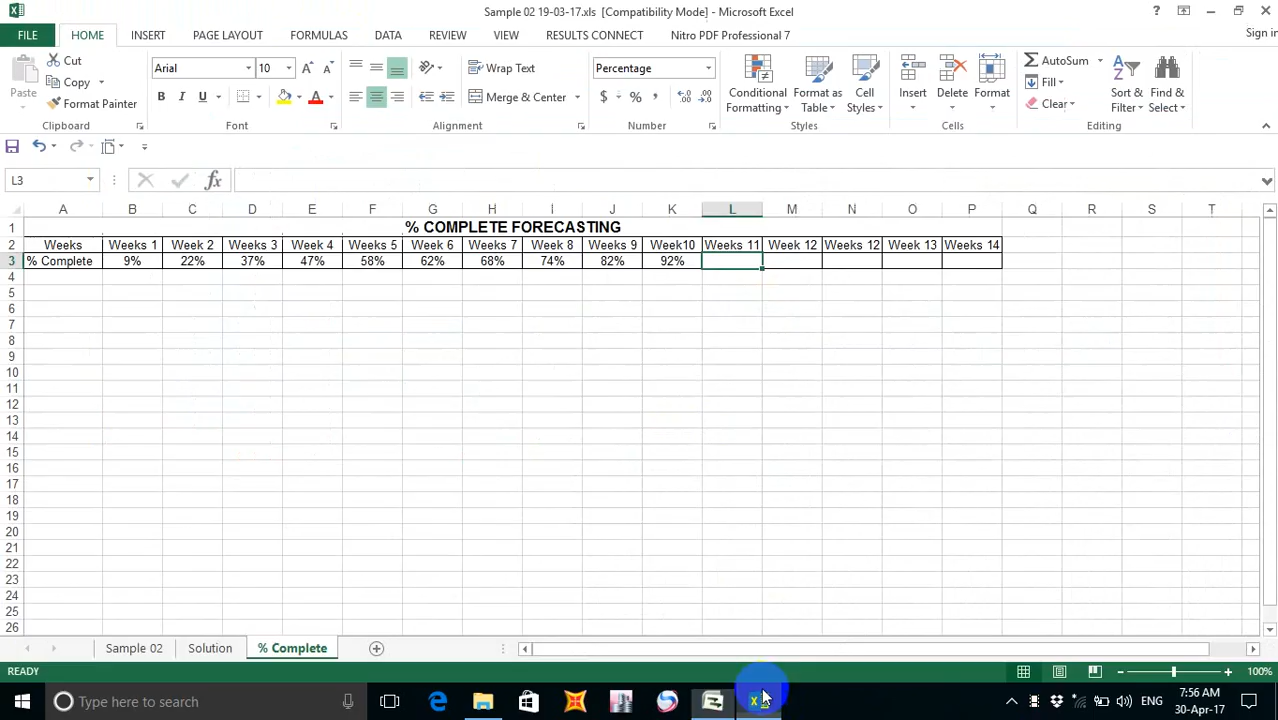 Sample 02 19-03-17.xls [Compatibility Mode] - Microsoft Excel
?
FILE HOME INSERT PAGE LAYOUT FORMULAS DATA REVIEW VIEW RESULTS CONNECT Nitro PDF Professional 7 Sign in
Cut
Copy
Format Painter
Paste
Clipboard
Arial 10
B I U
Font
Wrap Text
Merge & Center
Alignment
Percentage
$ % ,
Number
Conditional Formatting
Format as Table
Cell Styles
Styles
Insert Delete Format
Cells
AutoSum
Fill
Clear
Sort & Filter
Find & Select
Editing
L3
fx
A B C D E F G H I J K L M N O P Q R S T
1 % COMPLETE FORECASTING
2 Weeks Weeks 1 Week 2 Weeks 3 Week 4 Weeks 5 Week 6 Weeks 7 Week 8 Weeks 9 Week10 Weeks 11 Week 12 Weeks 12 Week 13 Weeks 14
3 % Complete 9% 22% 37% 47% 58% 62% 68% 74% 82% 92%
4
5
6
7
8
9
10
11
12
13
14
15
16
17
18
19
20
21
22
23
24
25
26
Sample 02 Solution % Complete
READY 100%
Type here to search
ENG
7:56 AM
30-Apr-17